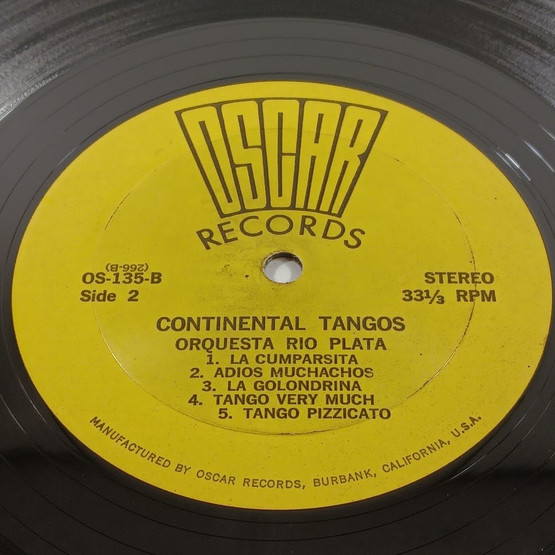 OSCAR
RECORDS
(266-B)
OS-135-B
Side 2
STEREO
33⅓ RPM
CONTINENTAL TANGOS
ORQUESTA RIO PLATA
1. LA CUMPARSITA
2. ADIOS MUCHACHOS
3. LA GOLONDRINA
4. TANGO VERY MUCH
5. TANGO PIZZICATO
MANUFACTURED BY OSCAR RECORDS, BURBANK, CALIFORNIA, U.S.A.